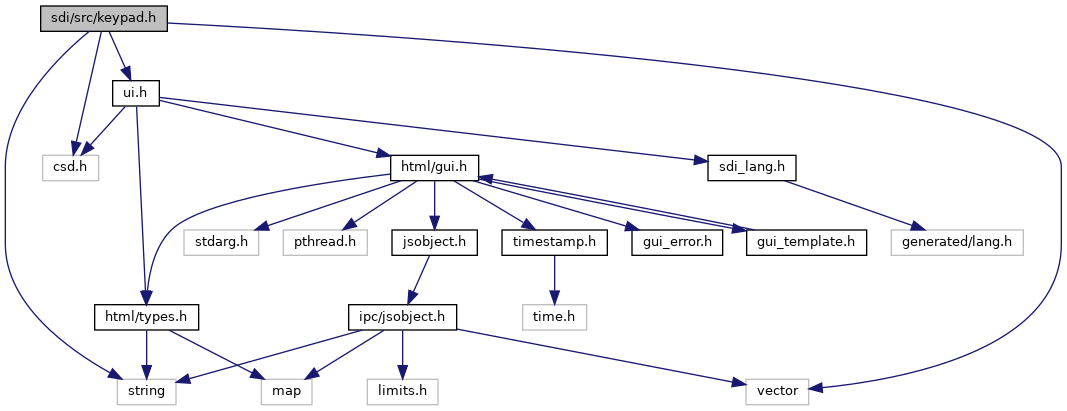 sdi/src/keypad.h
ui.h
csd.h
html/gui.h
sdi_lang.h
stdarg.h
pthread.h
jsobject.h
timestamp.h
gui_error.h
gui_template.h
generated/lang.h
html/types.h
ipc/jsobject.h
time.h
string
map
limits.h
vector